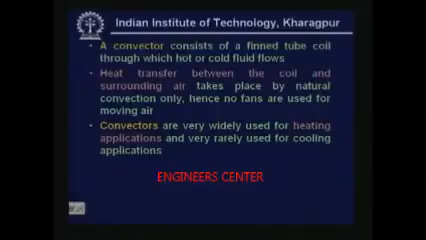 Indian Institute of Technology, Kharagpur
• A convector consists of a finned tube coil
through which hot or cold fluid flows
• Heat transfer between the coil and
surrounding air takes place by natural
convection only, hence no fans are used for
moving air
• Convectors are very widely used for heating
applications and very rarely used for cooling
applications
ENGINEERS CENTER